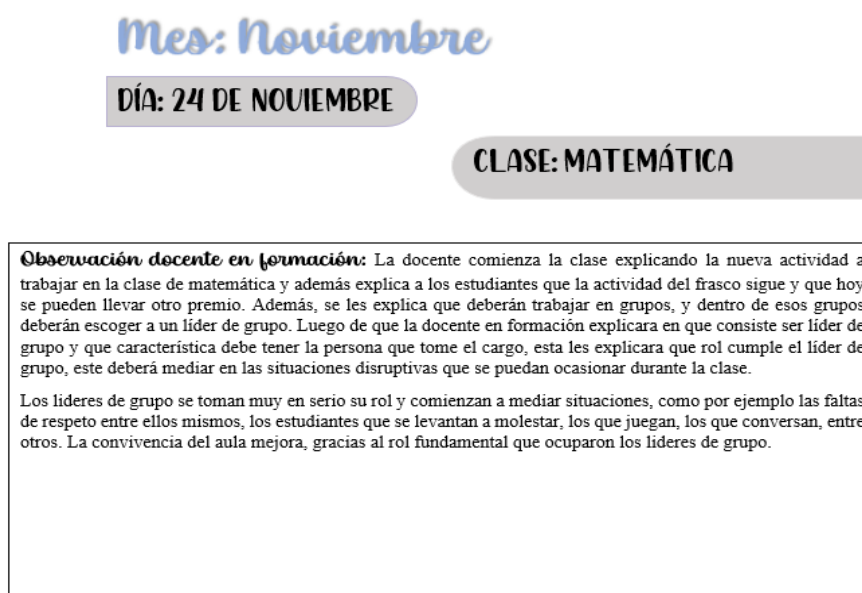 Mes: Noviembre
DÍA: 24 DE NOVIEMBRE
CLASE: MATEMÁTICA
Observación docente en formación: La docente comienza la clase explicando la nueva actividad a
trabajar en la clase de matemática y además explica a los estudiantes que la actividad del frasco sigue y que hoy
se pueden llevar otro premio. Además, se les explica que deberán trabajar en grupos, y dentro de esos grupos
deberán escoger a un líder de grupo. Luego de que la docente en formación explicara en que consiste ser líder de
grupo y que característica debe tener la persona que tome el cargo, esta les explicara que rol cumple el líder de
grupo, este deberá mediar en las situaciones disruptivas que se puedan ocasionar durante la clase.
Los lideres de grupo se toman muy en serio su rol y comienzan a mediar situaciones, como por ejemplo las faltas
de respeto entre ellos mismos, los estudiantes que se levantan a molestar, los que juegan, los que conversan, entre
otros. La convivencia del aula mejora, gracias al rol fundamental que ocuparon los lideres de grupo.